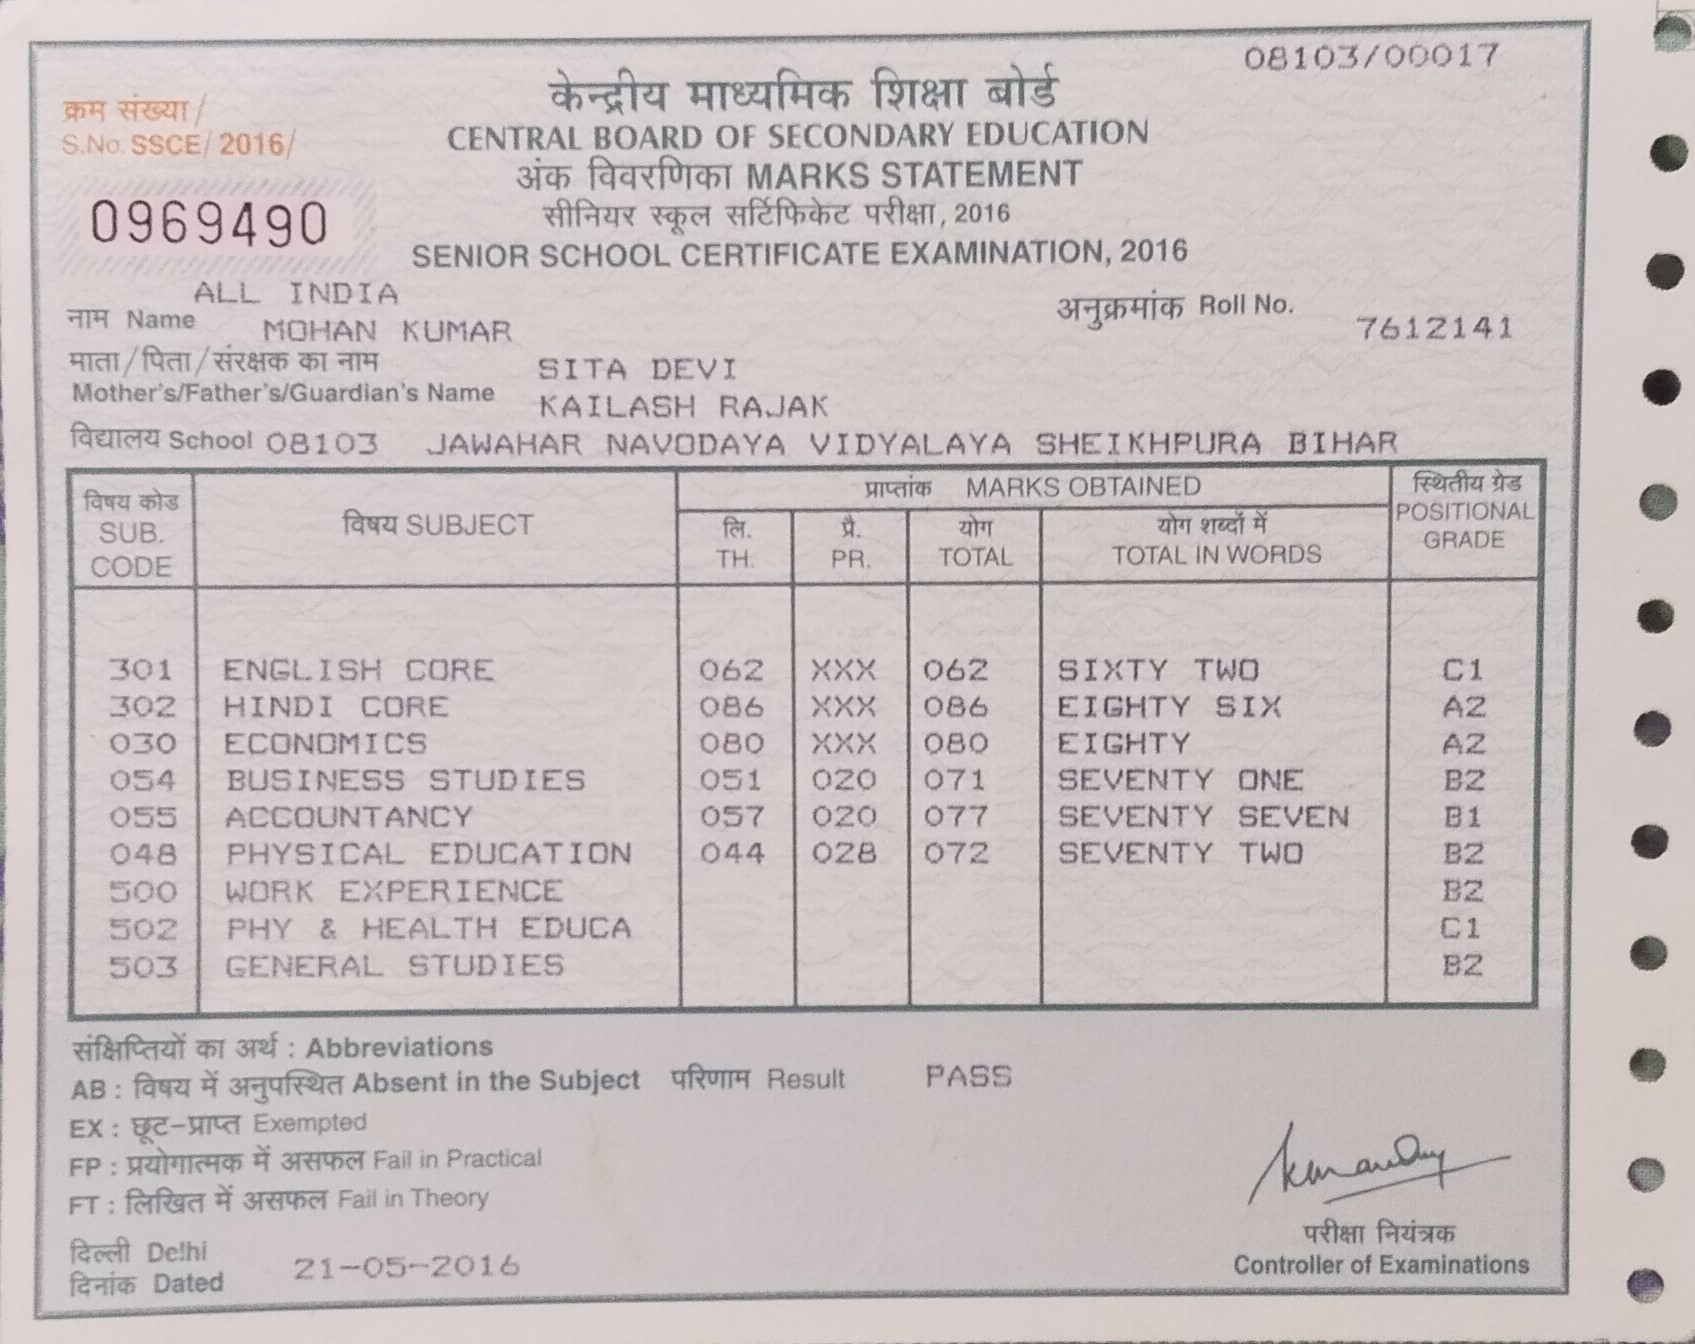 08103/00017
केन्द्रीय माध्यमिक शिक्षा बोर्ड
क्रम संख्या/
S.No. SSCE/ 2016/
CENTRAL BOARD OF SECONDARY EDUCATION
अंक विवरणिका MARKS STATEMENT
0969490
सीनियर स्कूल सर्टिफिकेट परीक्षा, 2016
SENIOR SCHOOL CERTIFICATE EXAMINATION, 2016
ALL INDIA
नाम Name MOHAN KUMAR
अनुक्रमांक Roll No. 7612141
माता/पिता/संरक्षक का नाम SITA DEVI
Mother's/Father's/Guardian's Name KAILASH RAJAK
विद्यालय School 08103 JAWAHAR NAVODAYA VIDYALAYA SHEIKHPURA BIHAR
विषय कोड SUB. CODE
विषय SUBJECT
प्राप्तांक MARKS OBTAINED
लि. TH.
प्रै. PR.
योग TOTAL
योग शब्दों में TOTAL IN WORDS
स्थितीय ग्रेड POSITIONAL GRADE
301 ENGLISH CORE 062 XXX 062 SIXTY TWO C1
302 HINDI CORE 086 XXX 086 EIGHTY SIX A2
030 ECONOMICS 080 XXX 080 EIGHTY A2
054 BUSINESS STUDIES 051 020 071 SEVENTY ONE B2
055 ACCOUNTANCY 057 020 077 SEVENTY SEVEN B1
048 PHYSICAL EDUCATION 044 028 072 SEVENTY TWO B2
500 WORK EXPERIENCE B2
502 PHY & HEALTH EDUCA C1
503 GENERAL STUDIES B2
संक्षिप्तियों का अर्थ : Abbreviations
AB : विषय में अनुपस्थित Absent in the Subject परिणाम Result PASS
EX : छूट-प्राप्त Exempted
FP : प्रयोगात्मक में असफल Fail in Practical
FT : लिखित में असफल Fail in Theory
दिल्ली Delhi
दिनांक Dated 21-05-2016
परीक्षा नियंत्रक
Controller of Examinations